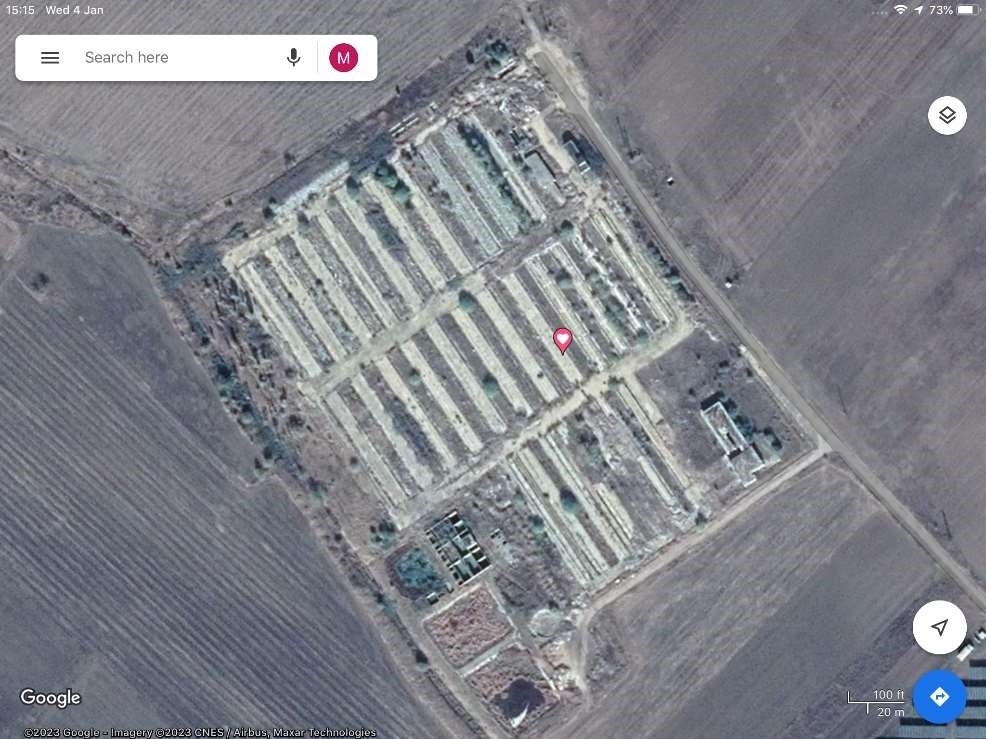 15:15 Wed 4 Jan
73%
Search here
M
Google
100 ft
20 m
©2023 Google - Imagery ©2023 CNES / Airbus, Maxar Technologies